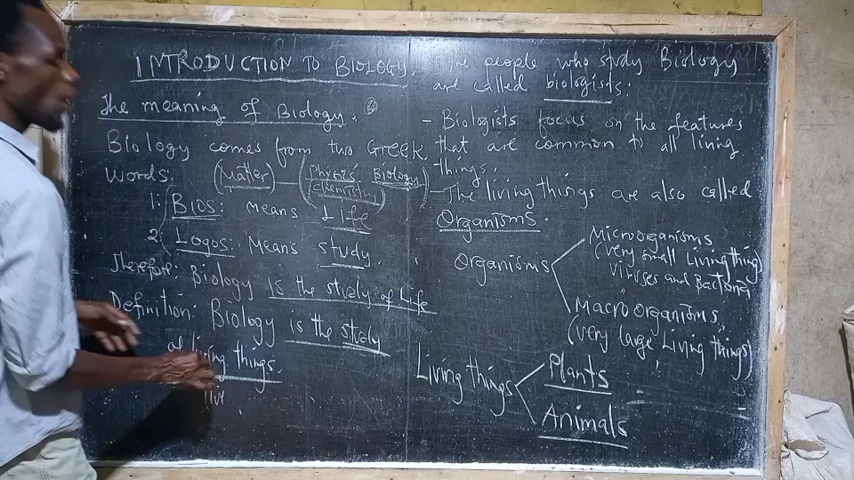 INTRODUCTION TO BIOLOGY.
The meaning of Biology.
Biology comes from two Greek
words: (Matter) (Physics Biology
Chemistry)
1. BIOS: means Life
2. Logos: Means study.
Therefore: Biology is the study of Life
Definition: Biology is the study
of living things.
The people who study Biology
are called biologists.
- Biologists focus on the features
that are common to all living
things.
- The living things are also called
Organisms.
Organisms
Microorganisms
(very small Living things)
Viruses and Bacteria
Macroorganisms
(very large Living things)
Living things
Plants
Animals